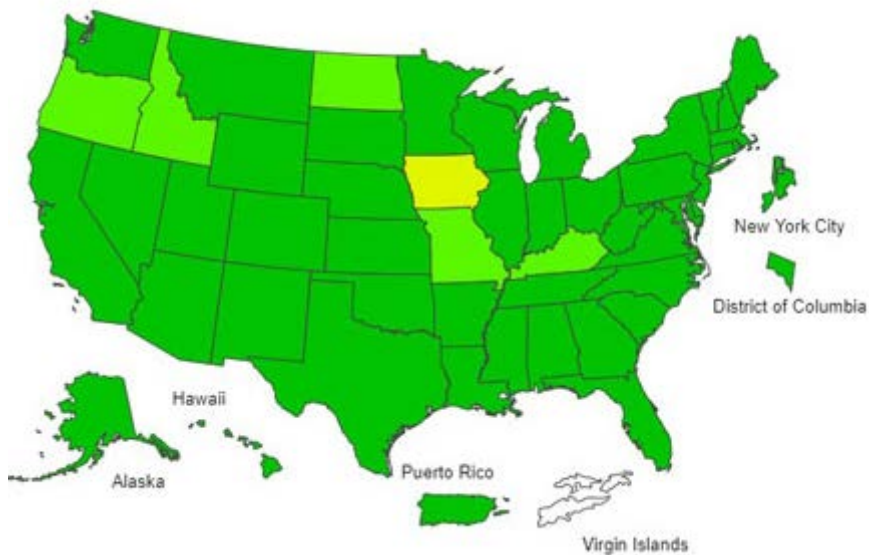 New York City
District of Columbia
Hawaii
Alaska
Puerto Rico
Virgin Islands